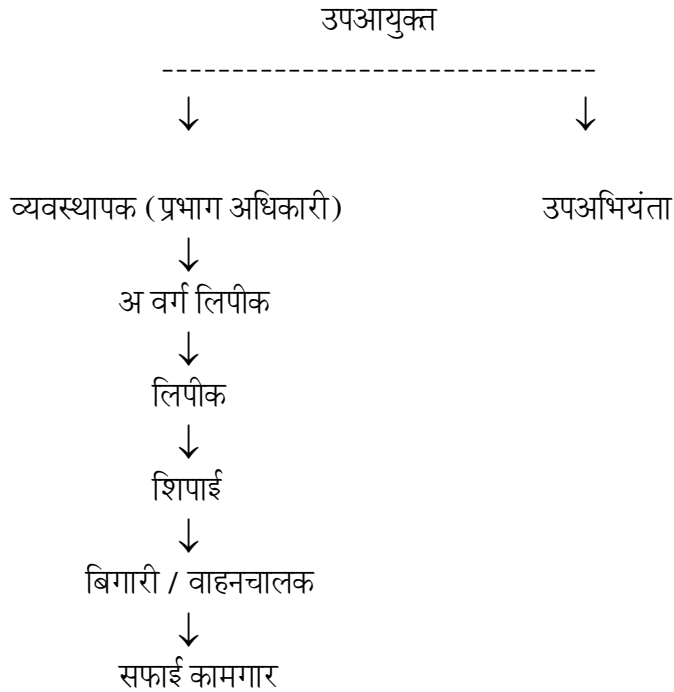 उपआयुक्त
-------------------------------
↓ ↓
व्यवस्थापक (प्रभाग अधिकारी) उपअभियंता
↓
अ वर्ग लिपीक
↓
लिपीक
↓
शिपाई
↓
बिगारी / वाहनचालक
↓
सफाई कामगार